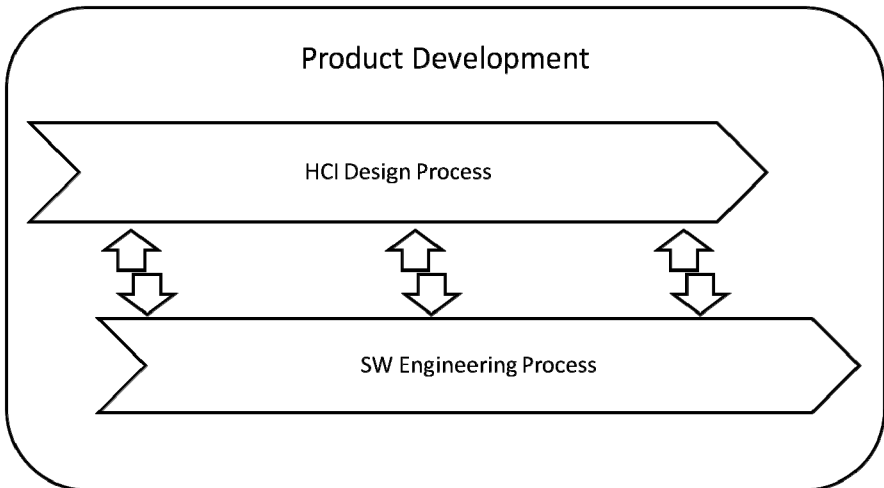 Product Development
HCI Design Process
SW Engineering Process